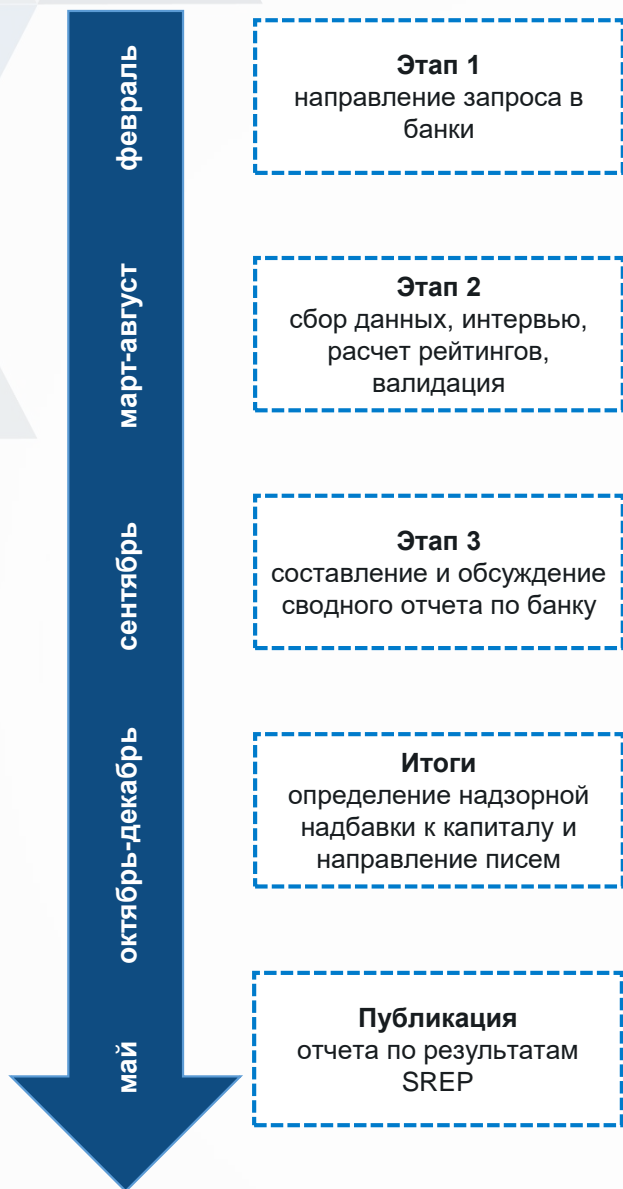 февраль
Этап 1
направление запроса в
банки
март-август
Этап 2
сбор данных, интервью,
расчет рейтингов,
валидация
сентябрь
Этап 3
составление и обсуждение
сводного отчета по банку
октябрь-декабрь
Итоги
определение надзорной
надбавки к капиталу и
направление писем
май
Публикация
отчета по результатам
SREP